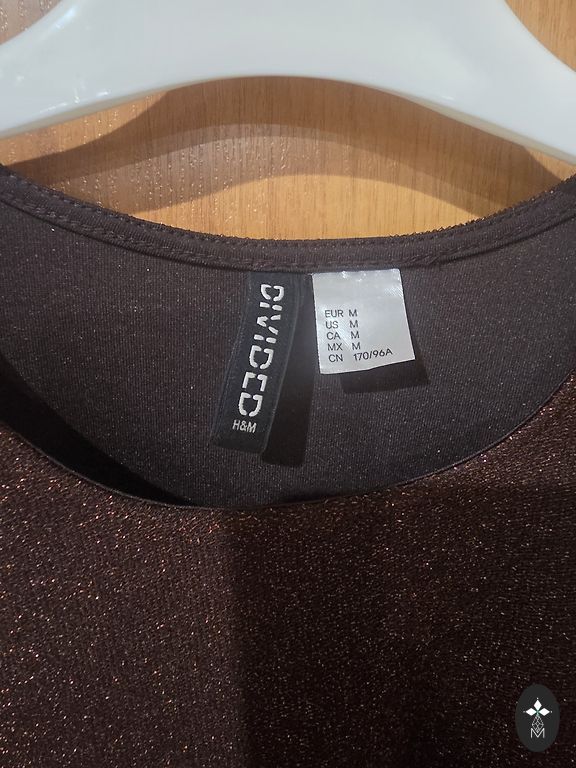 DIVIDED
H&M
EUR M
US M
CA M
MX M
CN 170/96A
M